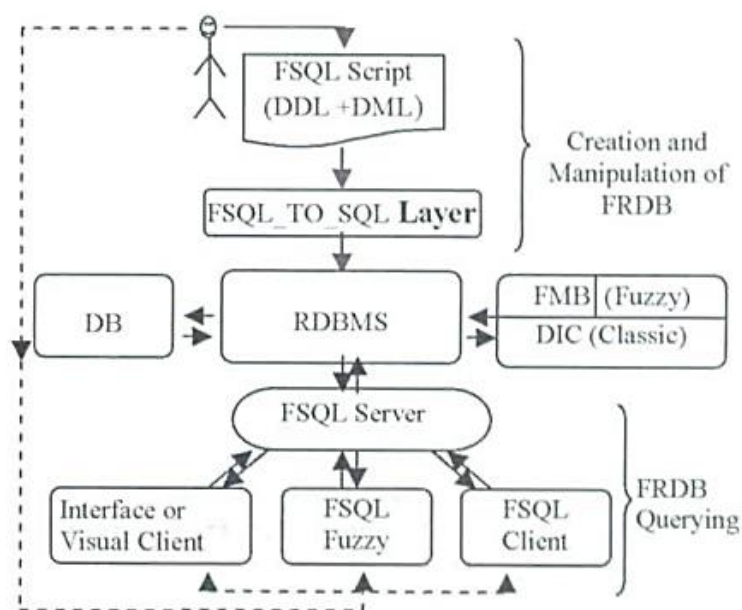 FSQL Script
(DDL +DML)
Creation and
Manipulation of
FRDB
FSQL_TO_SQL Layer
DB
RDBMS
FMB (Fuzzy)
DIC (Classic)
FSQL Server
Interface or
Visual Client
FSQL
Fuzzy
FSQL
Client
FRDB
Querying